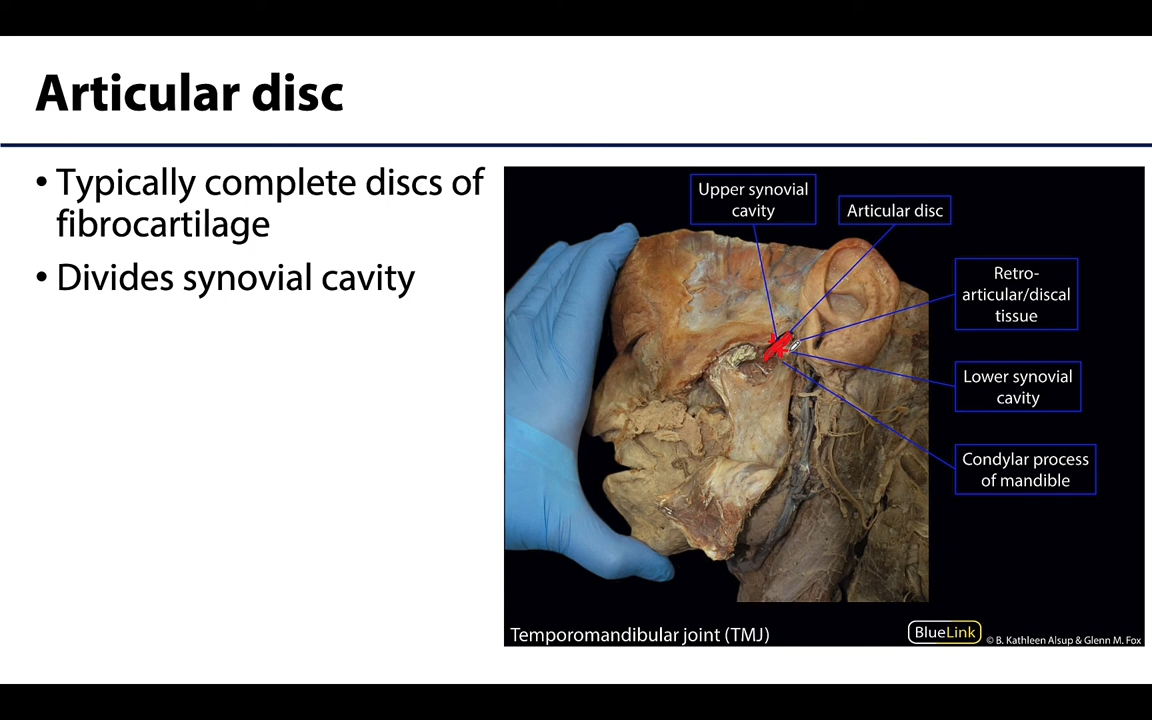 Articular disc
• Typically complete discs of
fibrocartilage
• Divides synovial cavity
Upper synovial
cavity
Articular disc
Retro-
articular/discal
tissue
Lower synovial
cavity
Condylar process
of mandible
Temporomandibular joint (TMJ)
BlueLink
© B. Kathleen Alsup & Glenn M. Fox